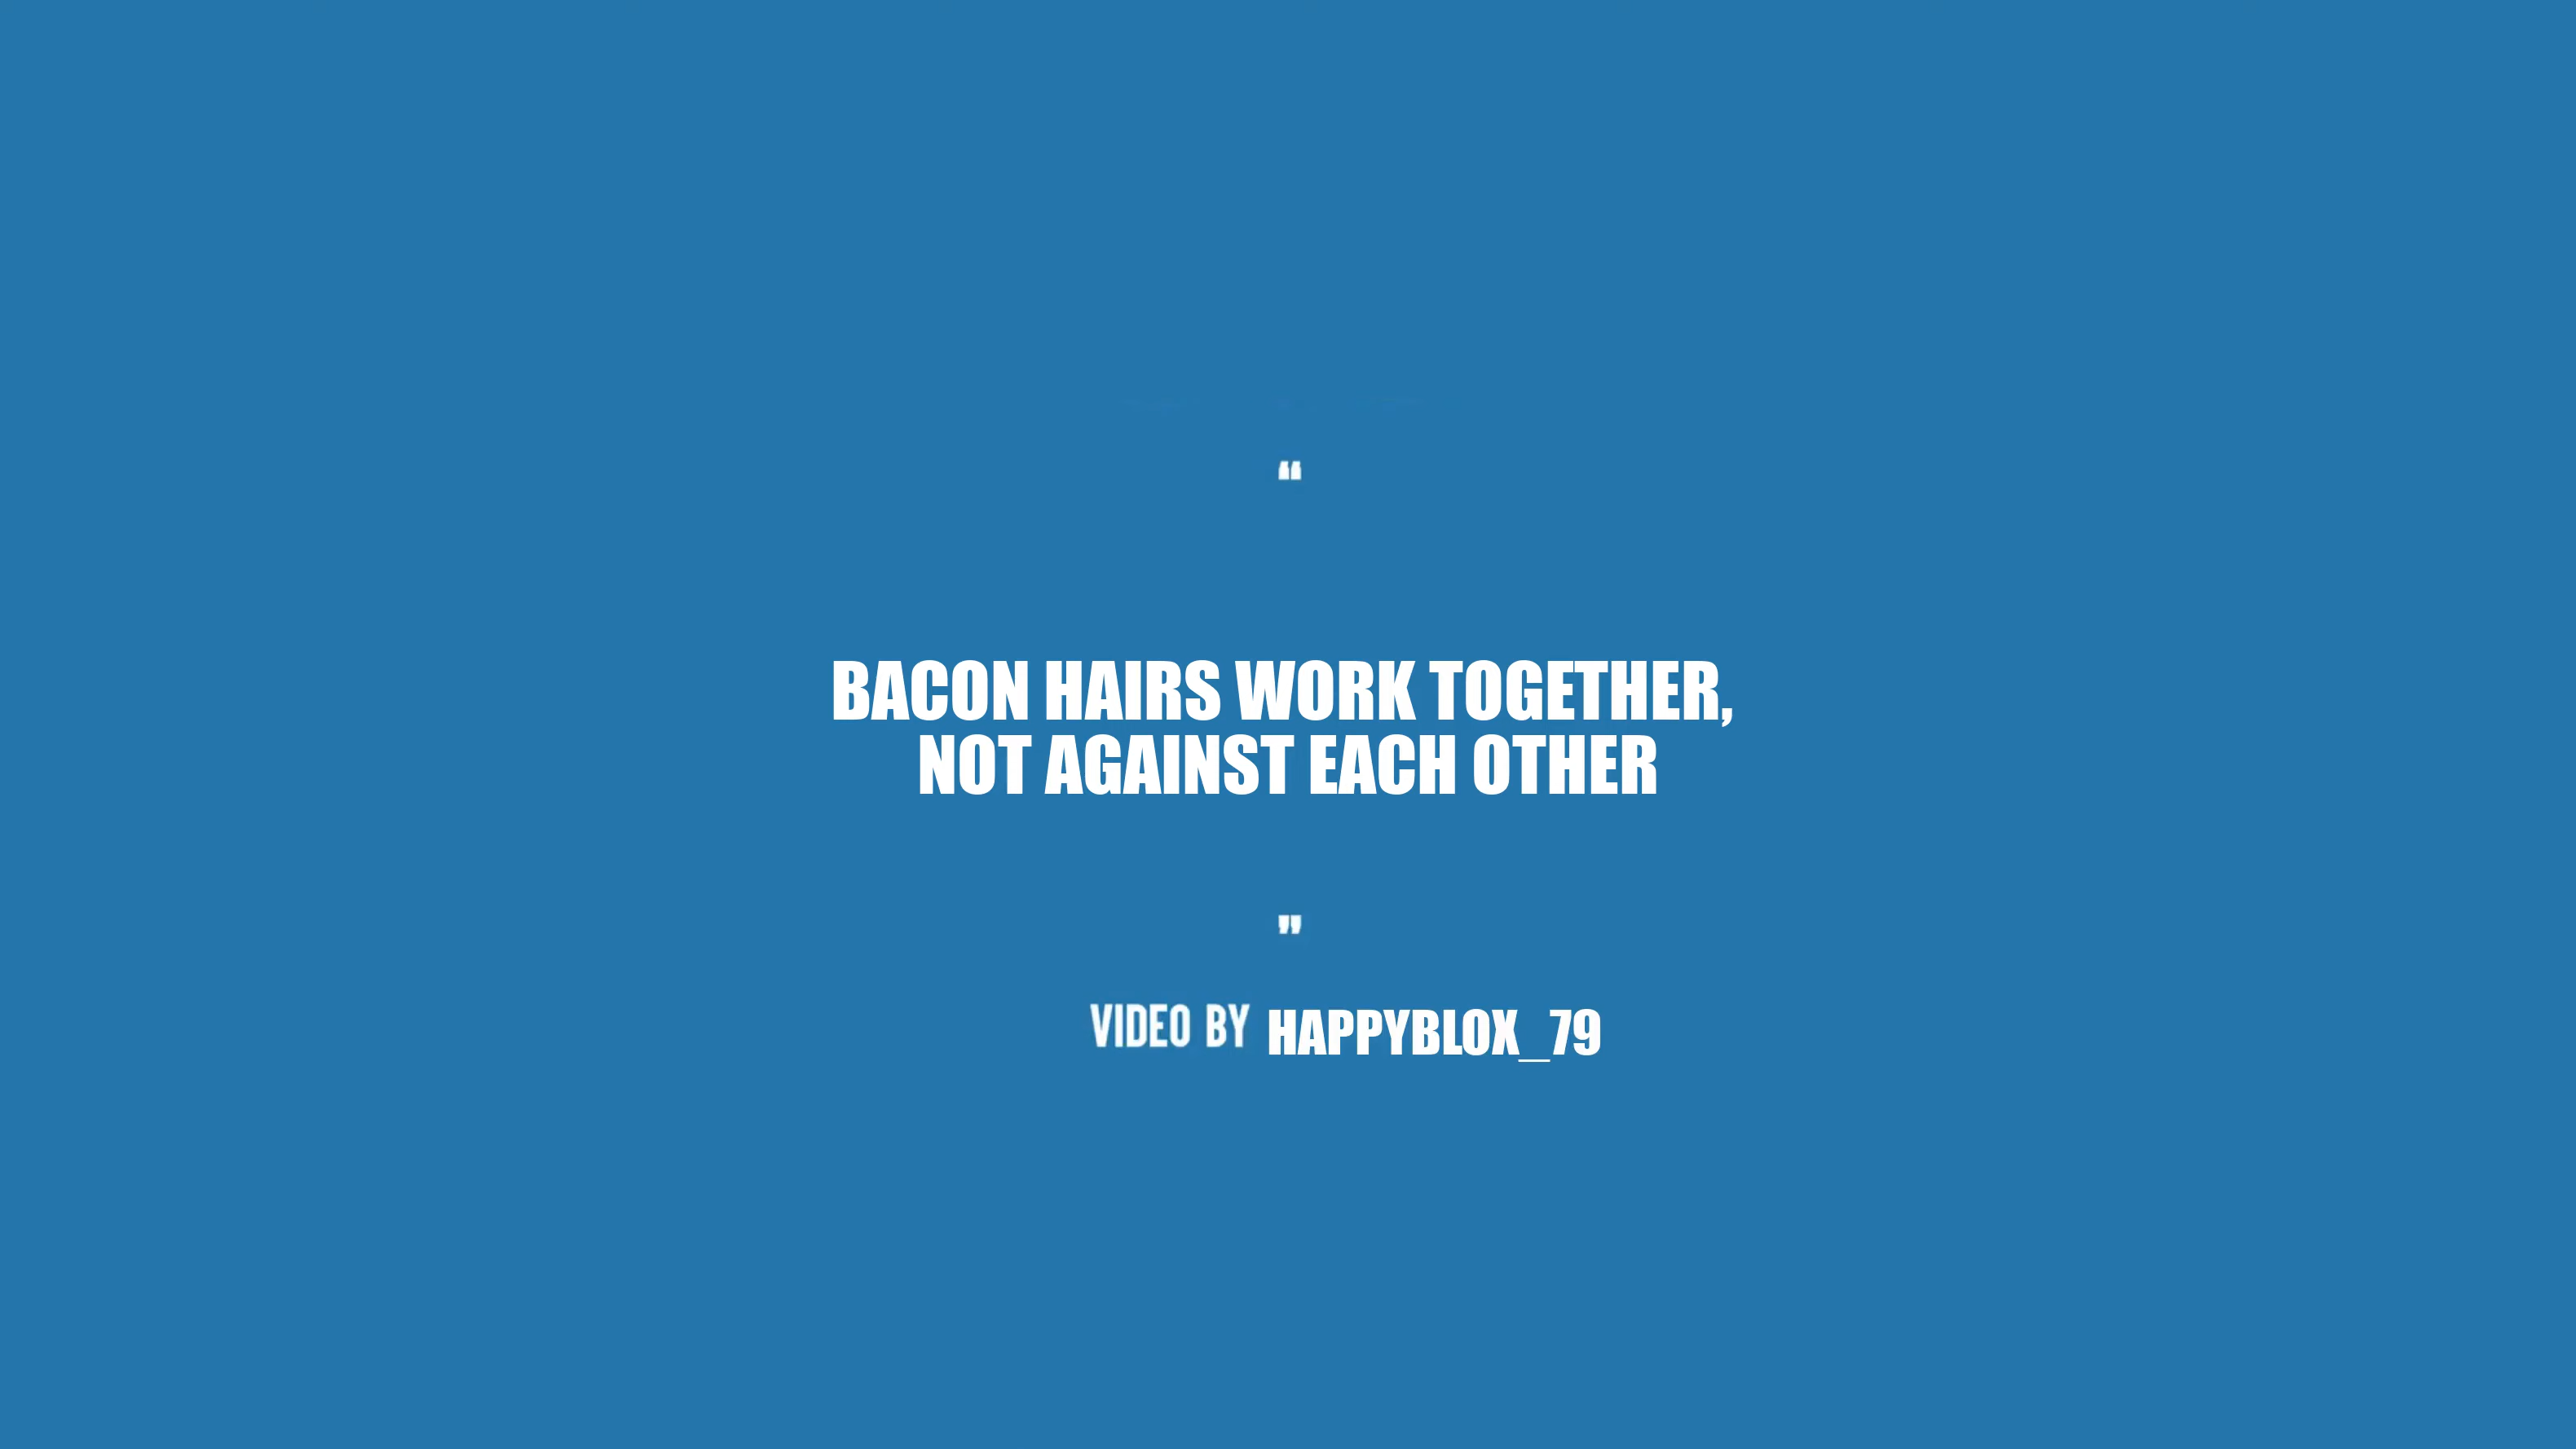 ❝
BACON HAIRS WORK TOGETHER,
NOT AGAINST EACH OTHER
❞
VIDEO BY HAPPYBLOX_79